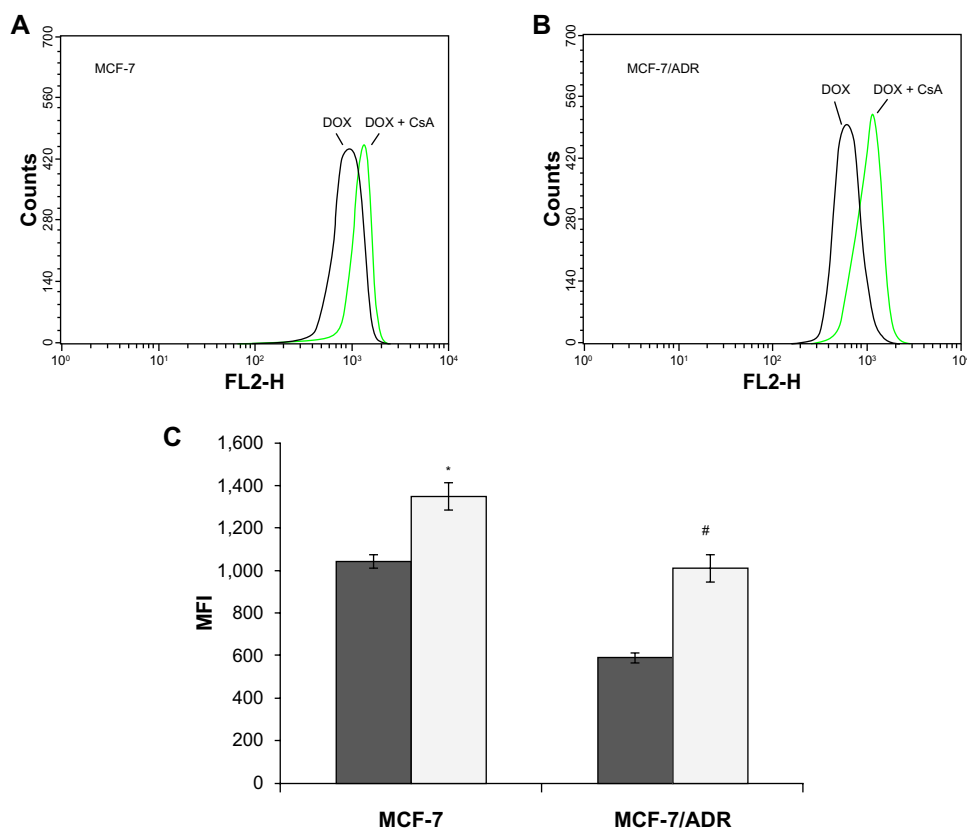 A
700
560
420
280
140
0
Counts
MCF-7
DOX
DOX + CsA
10⁰
10¹
10²
10³
10⁴
FL2-H
B
700
560
420
280
140
0
Counts
MCF-7/ADR
DOX
DOX + CsA
10⁰
10¹
10²
10³
FL2-H
C
1,600
1,400
1,200
1,000
800
600
400
200
0
MFI
*
#
MCF-7
MCF-7/ADR